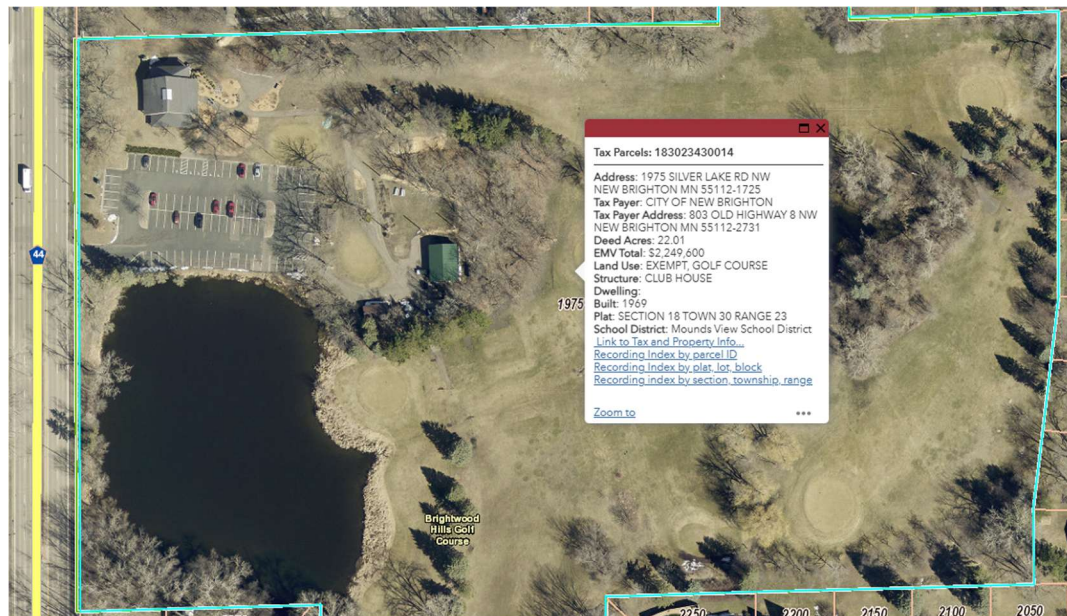 44
Tax Parcels: 183023430014
Address: 1975 SILVER LAKE RD NW
NEW BRIGHTON MN 55112-1725
Tax Payer: CITY OF NEW BRIGHTON
Tax Payer Address: 803 OLD HIGHWAY 8 NW
NEW BRIGHTON MN 55112-2731
Deed Acres: 22.01
EMV Total: $2,249,600
Land Use: EXEMPT, GOLF COURSE
Structure: CLUB HOUSE
Dwelling:
Built: 1969
Plat: SECTION 18 TOWN 30 RANGE 23
School District: Mounds View School District
Link to Tax and Property Info...
Recording Index by parcel ID
Recording Index by plat, lot, block
Recording index by section, township, range
Zoom to
1975
Brightwood
Hills Golf
Course
2250
2200
2150
2100
2050